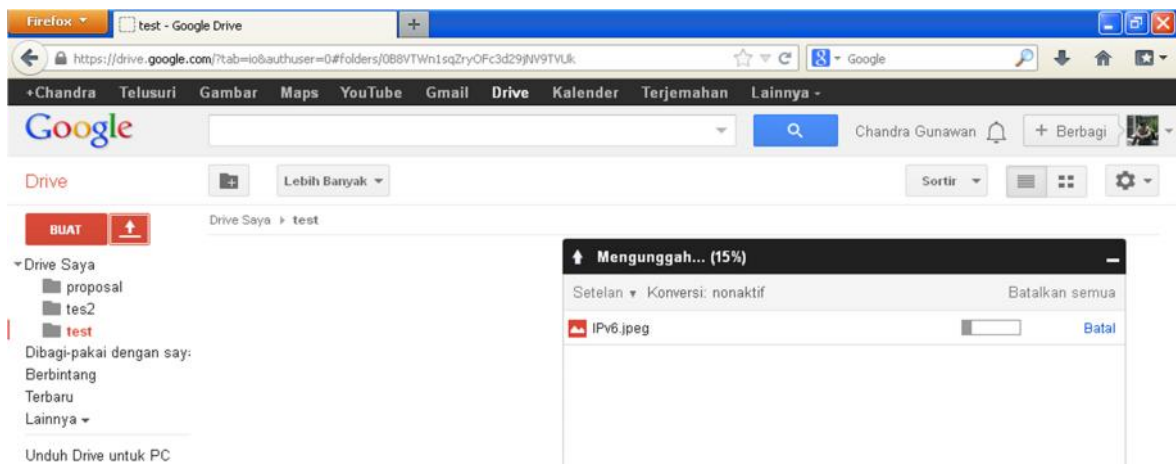 Firefox
test - Google Drive
https://drive.google.com/?tab=io&authuser=0#folders/0B8VTWn1sqZryOFc3d29jNV9TVUk
Google
+Chandra Telusuri Gambar Maps YouTube Gmail Drive Kalender Terjemahan Lainnya
Google
Chandra Gunawan
+ Berbagi
Drive
Lebih Banyak
Sortir
BUAT
Drive Saya test
Mengunggah... (15%)
Drive Saya
Setelan Konversi: nonaktif Batalkan semua
proposal
tes2
IPv6.jpeg Batal
test
Dibagi-pakai dengan say
Berbintang
Terbaru
Lainnya
Unduh Drive untuk PC